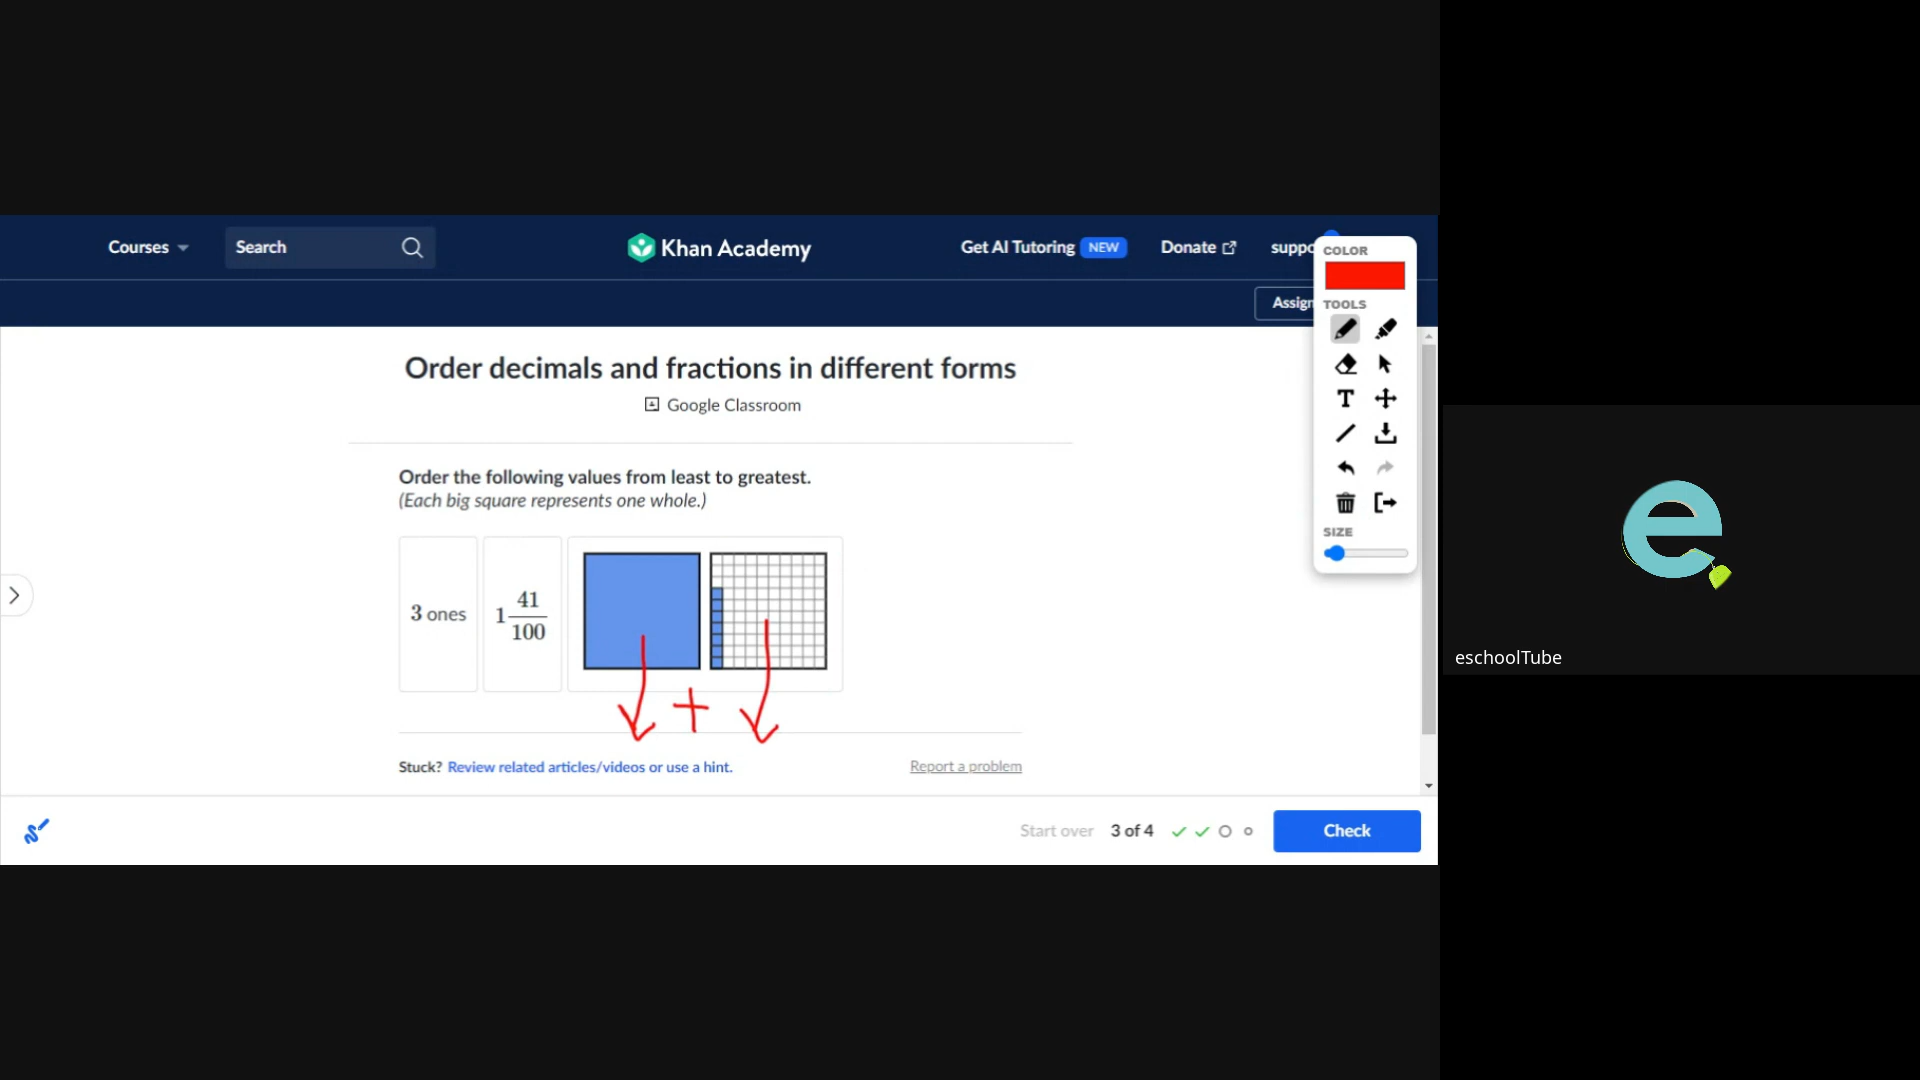 Courses
Search
Khan Academy
Get AI Tutoring NEW
Donate
suppo
Assign
COLOR
TOOLS
SIZE
Order decimals and fractions in different forms
Google Classroom
Order the following values from least to greatest.
(Each big square represents one whole.)
3 ones
1 41/100
+
Stuck? Review related articles/videos or use a hint.
Report a problem
Start over
3 of 4
Check
eschoolTube